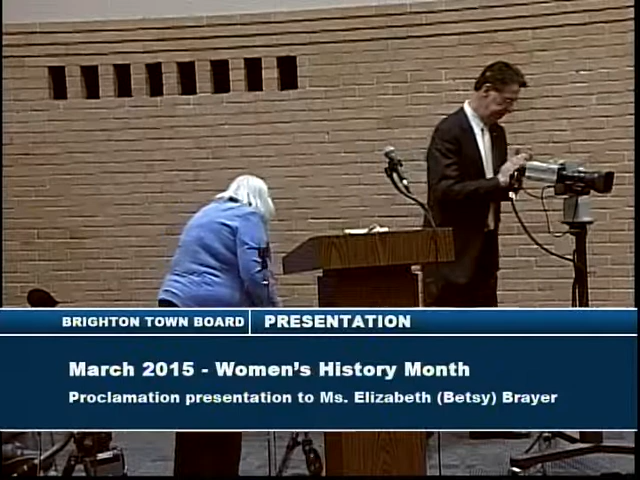 BRIGHTON TOWN BOARD PRESENTATION
March 2015 - Women's History Month
Proclamation presentation to Ms. Elizabeth (Betsy) Brayer